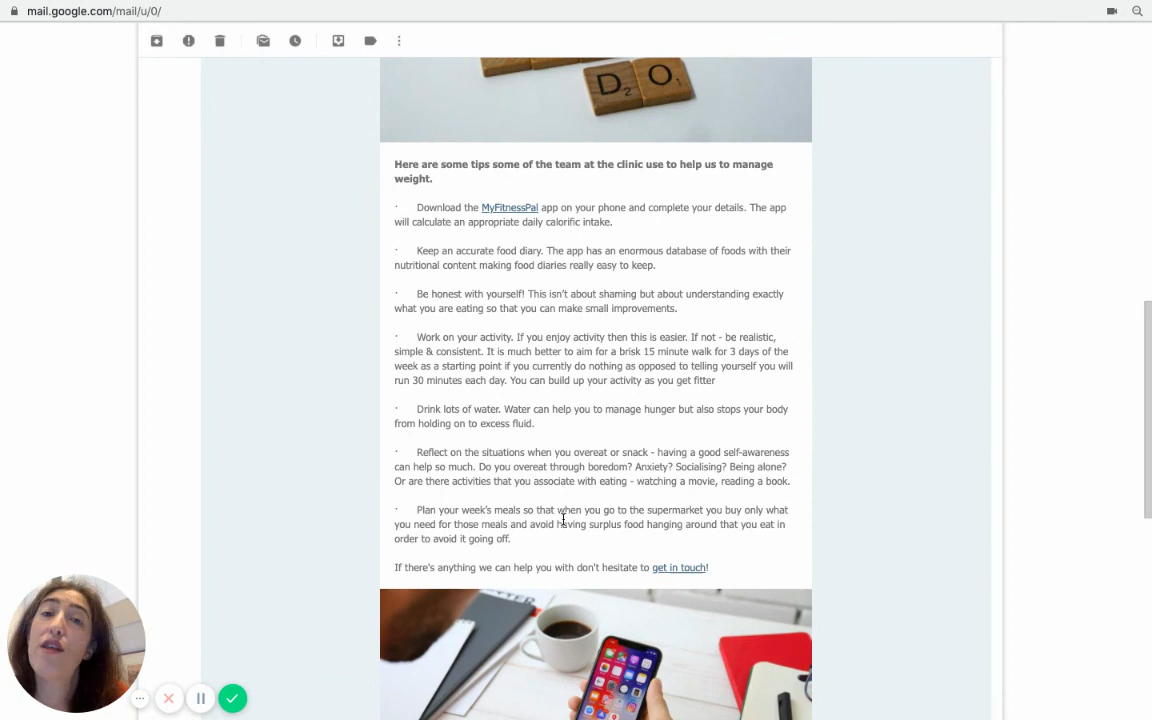 mail.google.com/mail/u/0/
D2 O1
Here are some tips some of the team at the clinic use to help us to manage
weight.
· Download the MyFitnessPal app on your phone and complete your details. The app
will calculate an appropriate daily calorific intake.
· Keep an accurate food diary. The app has an enormous database of foods with their
nutritional content making food diaries really easy to keep.
· Be honest with yourself! This isn't about shaming but about understanding exactly
what you are eating so that you can make small improvements.
· Work on your activity. If you enjoy activity then this is easier. If not - be realistic,
simple & consistent. It is much better to aim for a brisk 15 minute walk for 3 days of the
week as a starting point if you currently do nothing as opposed to telling yourself you will
run 30 minutes each day. You can build up your activity as you get fitter
· Drink lots of water. Water can help you to manage hunger but also stops your body
from holding on to excess fluid.
· Reflect on the situations when you overeat or snack - having a good self-awareness
can help so much. Do you overeat through boredom? Anxiety? Socialising? Being alone?
Or are there activities that you associate with eating - watching a movie, reading a book.
· Plan your week's meals so that when you go to the supermarket you buy only what
you need for those meals and avoid having surplus food hanging around that you eat in
order to avoid it going off.
If there's anything we can help you with don't hesitate to get in touch!